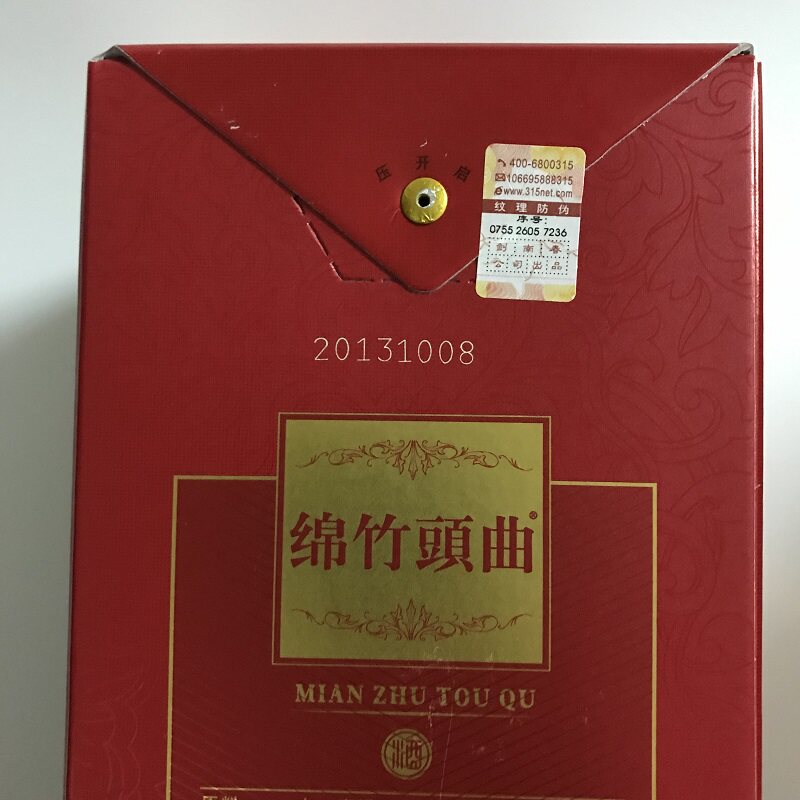 压开启
400-6800315
106695888315
www.315net.com
纹理防伪
序号:
0755 2605 7236
剑南春
公司出品
20131008
绵竹頭曲®
MIAN ZHU TOU QU
酒